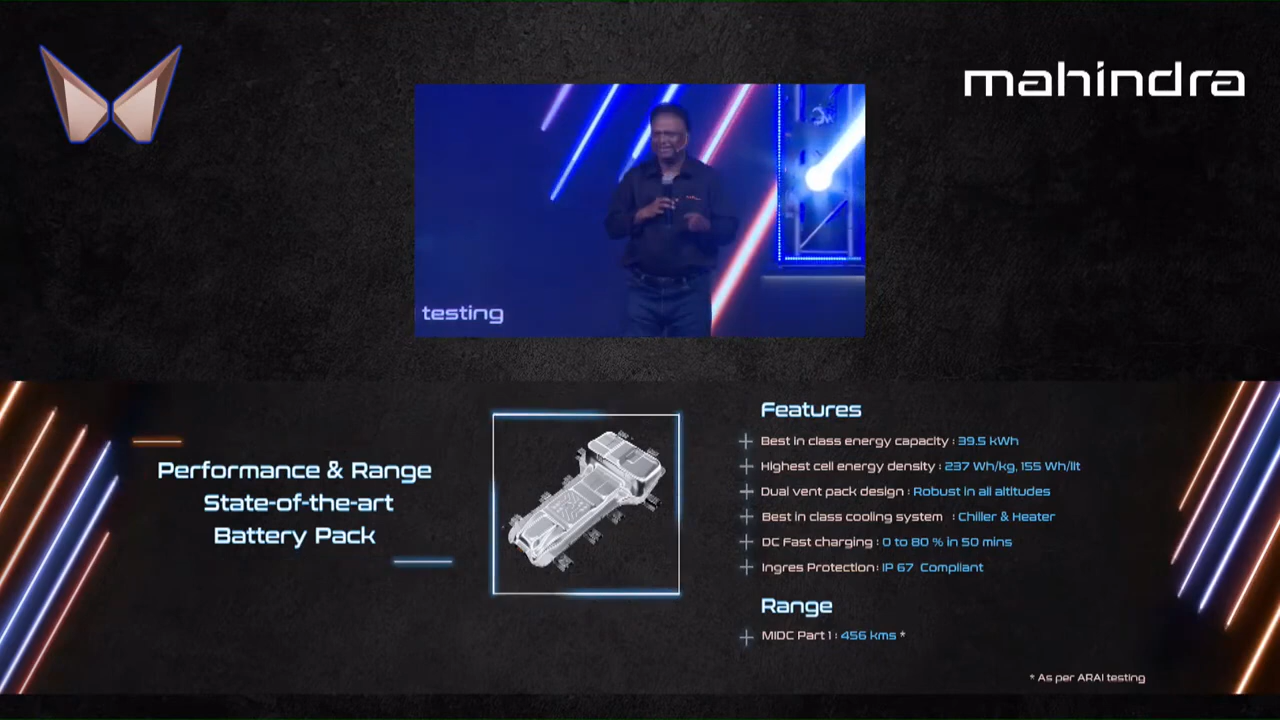 mahindra
testing
Performance & Range
State-of-the-art
Battery Pack
Features
Best in class energy capacity : 39.5 kWh
Highest cell energy density : 237 Wh/kg, 155 Wh/lit
Dual vent pack design : Robust in all altitudes
Best in class cooling system : Chiller & Heater
DC Fast charging : 0 to 80 % in 50 mins
Ingres Protection : IP 67 Compliant
Range
MIDC Part 1 : 456 kms *
* As per ARAI testing